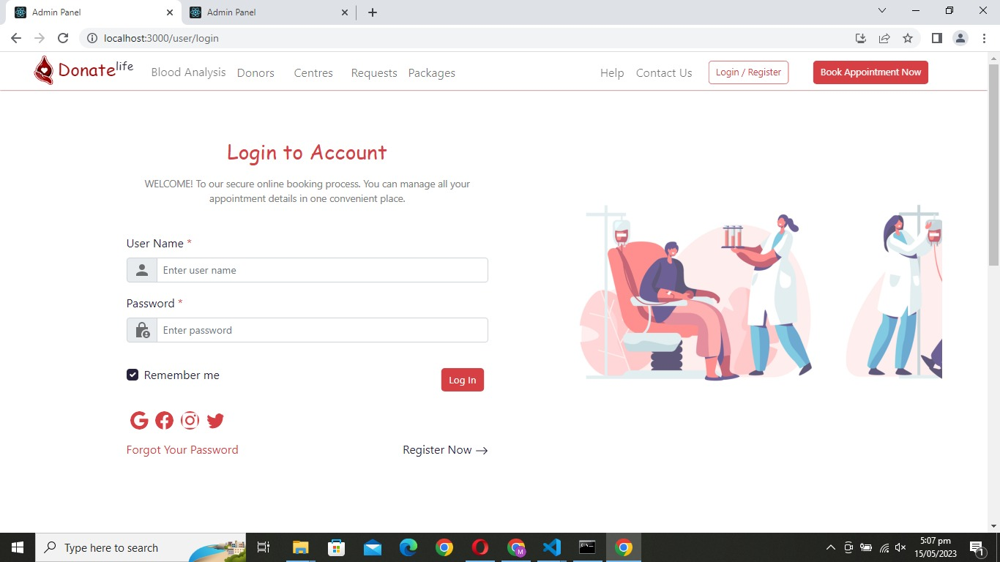 Admin Panel
Admin Panel
localhost:3000/user/login
Donatelife
Blood Analysis
Donors
Centres
Requests
Packages
Help
Contact Us
Login / Register
Book Appointment Now
Login to Account
WELCOME! To our secure online booking process. You can manage all your
appointment details in one convenient place.
User Name *
Enter user name
Password *
Enter password
Remember me
Log In
Forgot Your Password
Register Now →
Type here to search
M
5:07 pm
15/05/2023
1